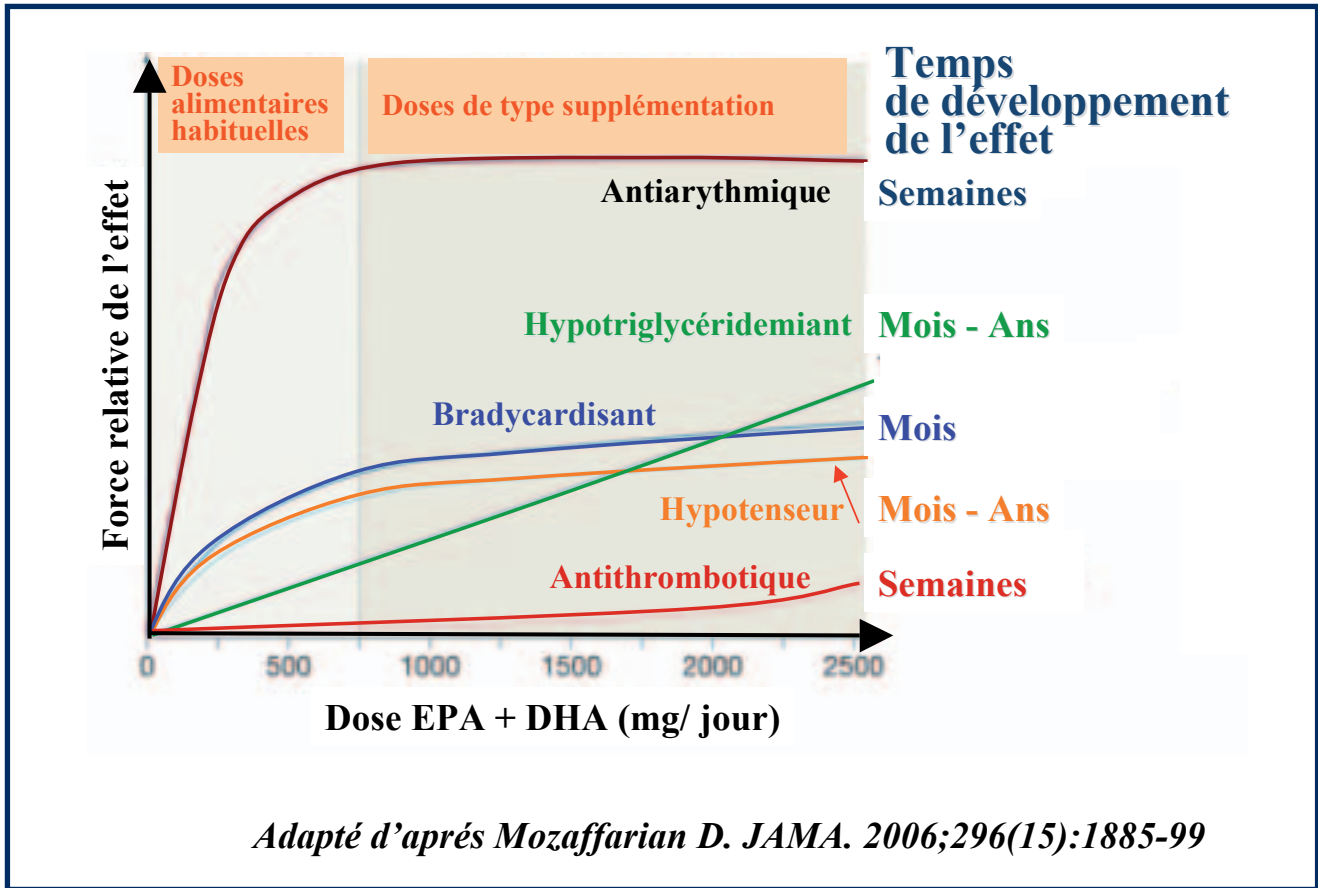 Doses
alimentaires
habituelles
Doses de type supplémentation
Temps
de développement
de l’effet
Force relative de l’effet
Antiarythmique
Semaines
Hypotriglycéridemiant
Mois - Ans
Bradycardisant
Mois
Hypotenseur
Mois - Ans
Antithrombotique
Semaines
0 500 1000 1500 2000 2500
Dose EPA + DHA (mg/ jour)
Adapté d’aprés Mozaffarian D. JAMA. 2006;296(15):1885-99